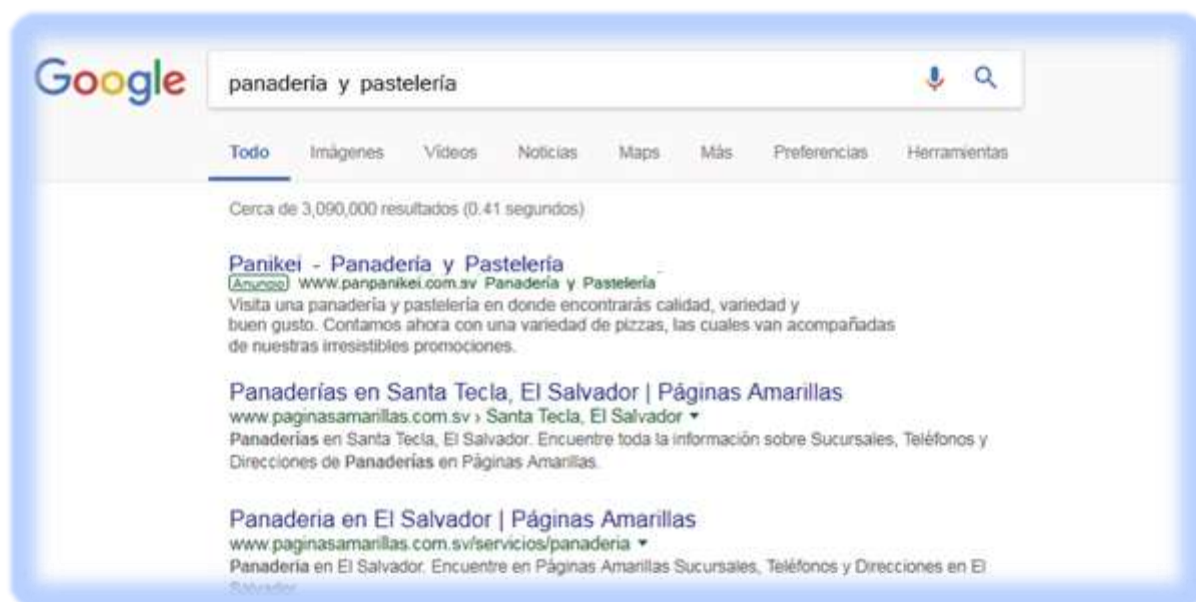 Google
panadería y pastelería
Todo Imágenes Vídeos Noticias Maps Más Preferencias Herramientas
Cerca de 3,090,000 resultados (0.41 segundos)
Panikei - Panadería y Pastelería
Anuncio www.panpanikei.com.sv Panadería y Pastelería
Visita una panadería y pastelería en donde encontrarás calidad, variedad y
buen gusto. Contamos ahora con una variedad de pizzas, las cuales van acompañadas
de nuestras irresistibles promociones.
Panaderías en Santa Tecla, El Salvador | Páginas Amarillas
www.paginasamarillas.com.sv › Santa Tecla, El Salvador ▼
Panaderías en Santa Tecla, El Salvador. Encuentre toda la información sobre Sucursales, Teléfonos y
Direcciones de Panaderías en Páginas Amarillas.
Panaderia en El Salvador | Páginas Amarillas
www.paginasamarillas.com.sv/servicios/panaderia ▼
Panadería en El Salvador. Encuentre en Páginas Amarillas Sucursales, Teléfonos y Direcciones en El
Salvador.